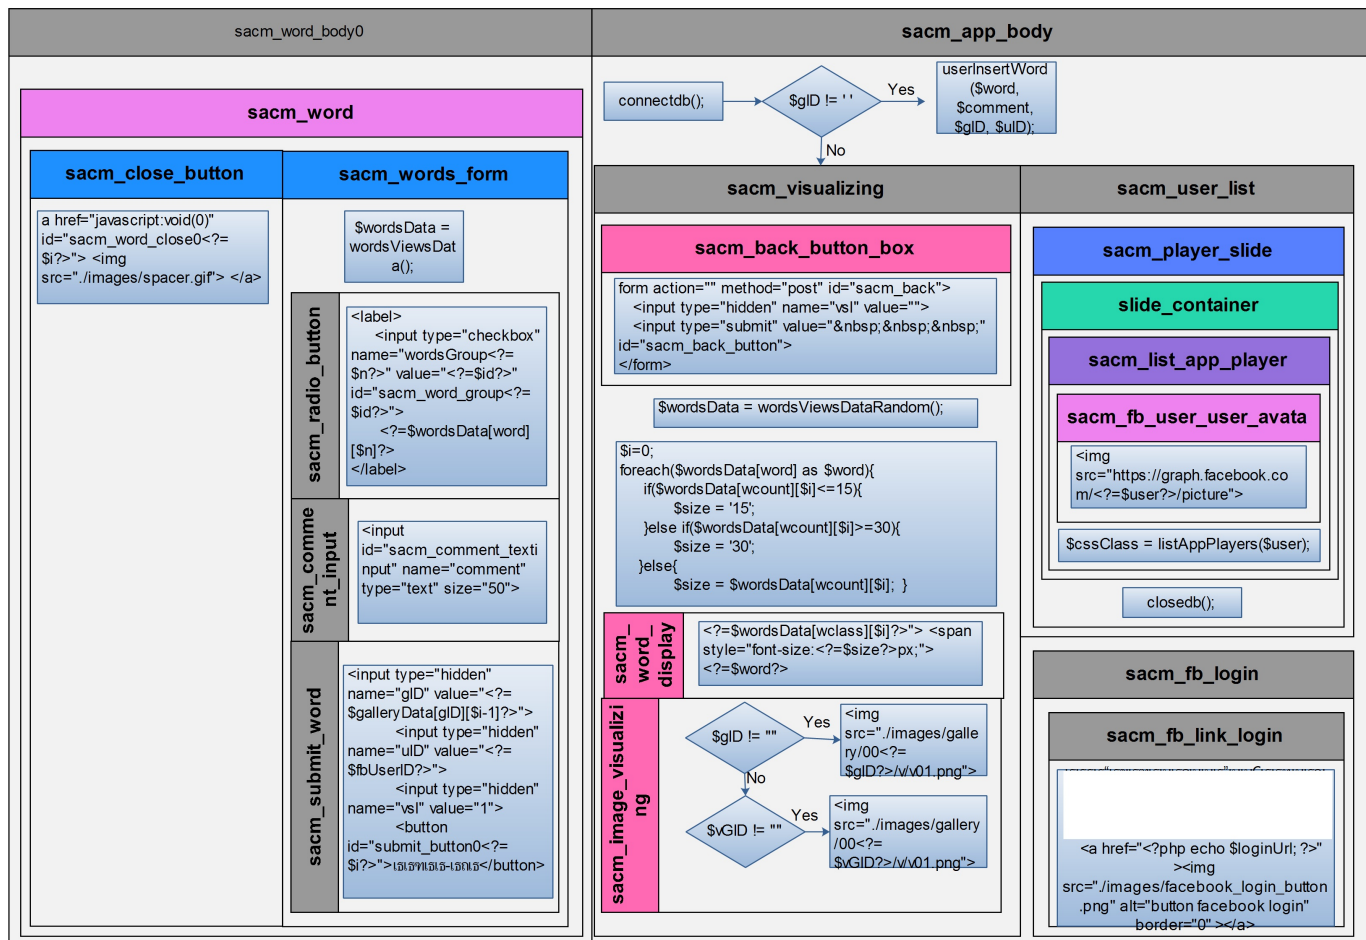 sacm_word_body0
sacm_word
sacm_close_button
a href="javascript:void(0)"
id="sacm_word_close0<?=
$i?>"> <img
src="./images/spacer.gif"> </a>
sacm_words_form
$wordsData =
wordsViewsDat
a();
sacm_radio_button
<label>
<input type="checkbox"
name="wordsGroup<?=
$n?>" value="<?=$id?>"
id="sacm_word_group<?=
$id?>">
<?=$wordsData[word]
[$n]?>
</label>
sacm_comme
nt_input
<input
id="sacm_comment_texti
nput" name="comment"
type="text" size="50">
sacm_submit_word
<input type="hidden"
name="gID" value="<?=
$galleryData[gID][$i-1]?>">
<input type="hidden"
name="uID" value="<?=
$fbUserID?>">
<input type="hidden"
name="vsl" value="1">
<button
id="submit_button0<?=
$i?>"></button>
sacm_app_body
connectdb();
$gID != ' '
Yes
userInsertWord
($word,
$comment,
$gID, $uID);
No
sacm_visualizing
sacm_back_button_box
form action="" method="post" id="sacm_back">
<input type="hidden" name="vsl" value="">
<input type="submit" value="&nbsp;&nbsp;&nbsp;"
id="sacm_back_button">
</form>
$wordsData = wordsViewsDataRandom();
$i=0;
foreach($wordsData[word] as $word){
if($wordsData[wcount][$i]<=15){
$size = '15';
}else if($wordsData[wcount][$i]>=30){
$size = '30';
}else{
$size = $wordsData[wcount][$i]; }
sacm_
word_
display
<?=$wordsData[wclass][$i]?>"> <span
style="font-size:<?=$size?>px;">
<?=$word?>
sacm_image_visualizi
ng
$gID != ""
Yes
<img
src="./images/galle
ry/00<?=
$gID?>/v/v01.png">
No
$vGID != ""
Yes
<img
src="./images/gallery
/00<?=
$vGID?>/v/v01.png">
sacm_user_list
sacm_player_slide
slide_container
sacm_list_app_player
sacm_fb_user_user_avata
<img
src="https://graph.facebook.co
m/<?=$user?>/picture">
$cssClass = listAppPlayers($user);
closedb();
sacm_fb_login
sacm_fb_link_login
<a href="<?php echo $loginUrl; ?>"
><img
src="./images/facebook_login_button
.png" alt="button facebook login"
border="0" ></a>